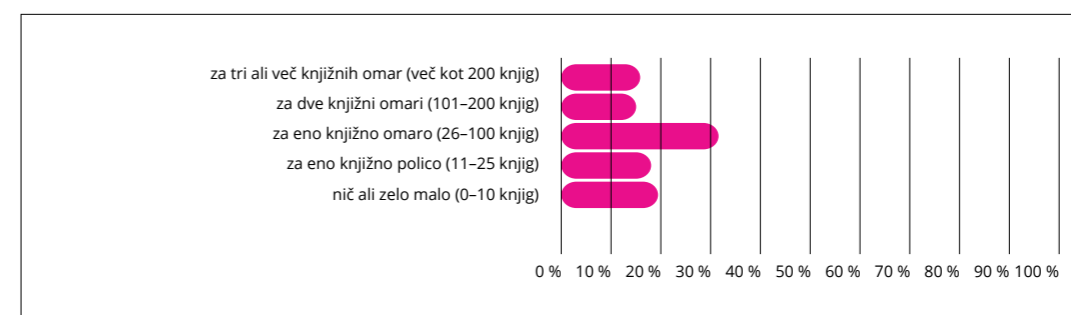 za tri ali več knjižnih omar (več kot 200 knjig)
za dve knjižni omari (101–200 knjig)
za eno knjižno omaro (26–100 knjig)
za eno knjižno polico (11–25 knjig)
nič ali zelo malo (0–10 knjig)
0 % 10 % 20 % 30 % 40 % 50 % 60 % 70 % 80 % 90 % 100 %